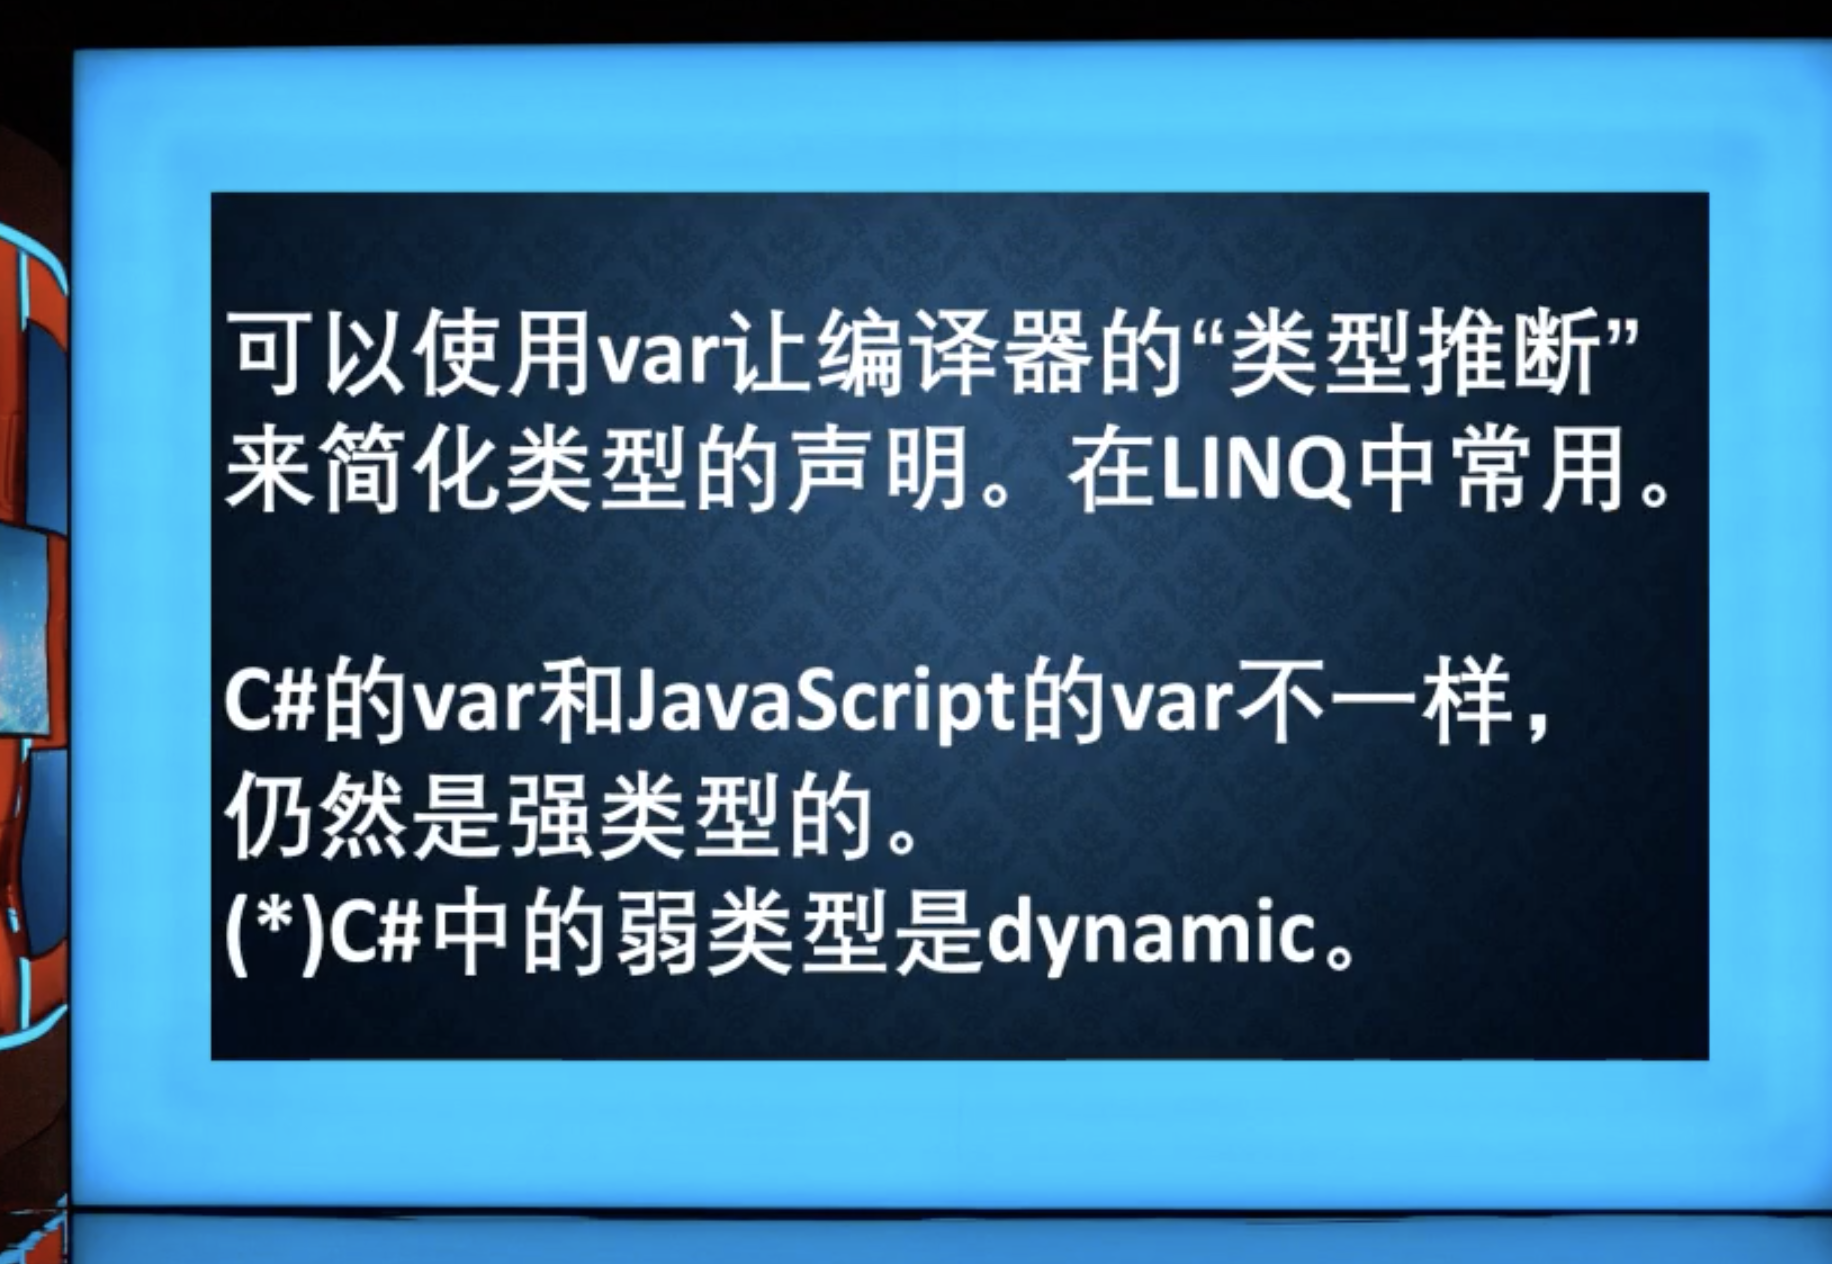 可以使用var让编译器的“类型推断”
来简化类型的声明。在LINQ中常用。
C#的var和JavaScript的var不一样，
仍然是强类型的。
(*)C#中的弱类型是dynamic。